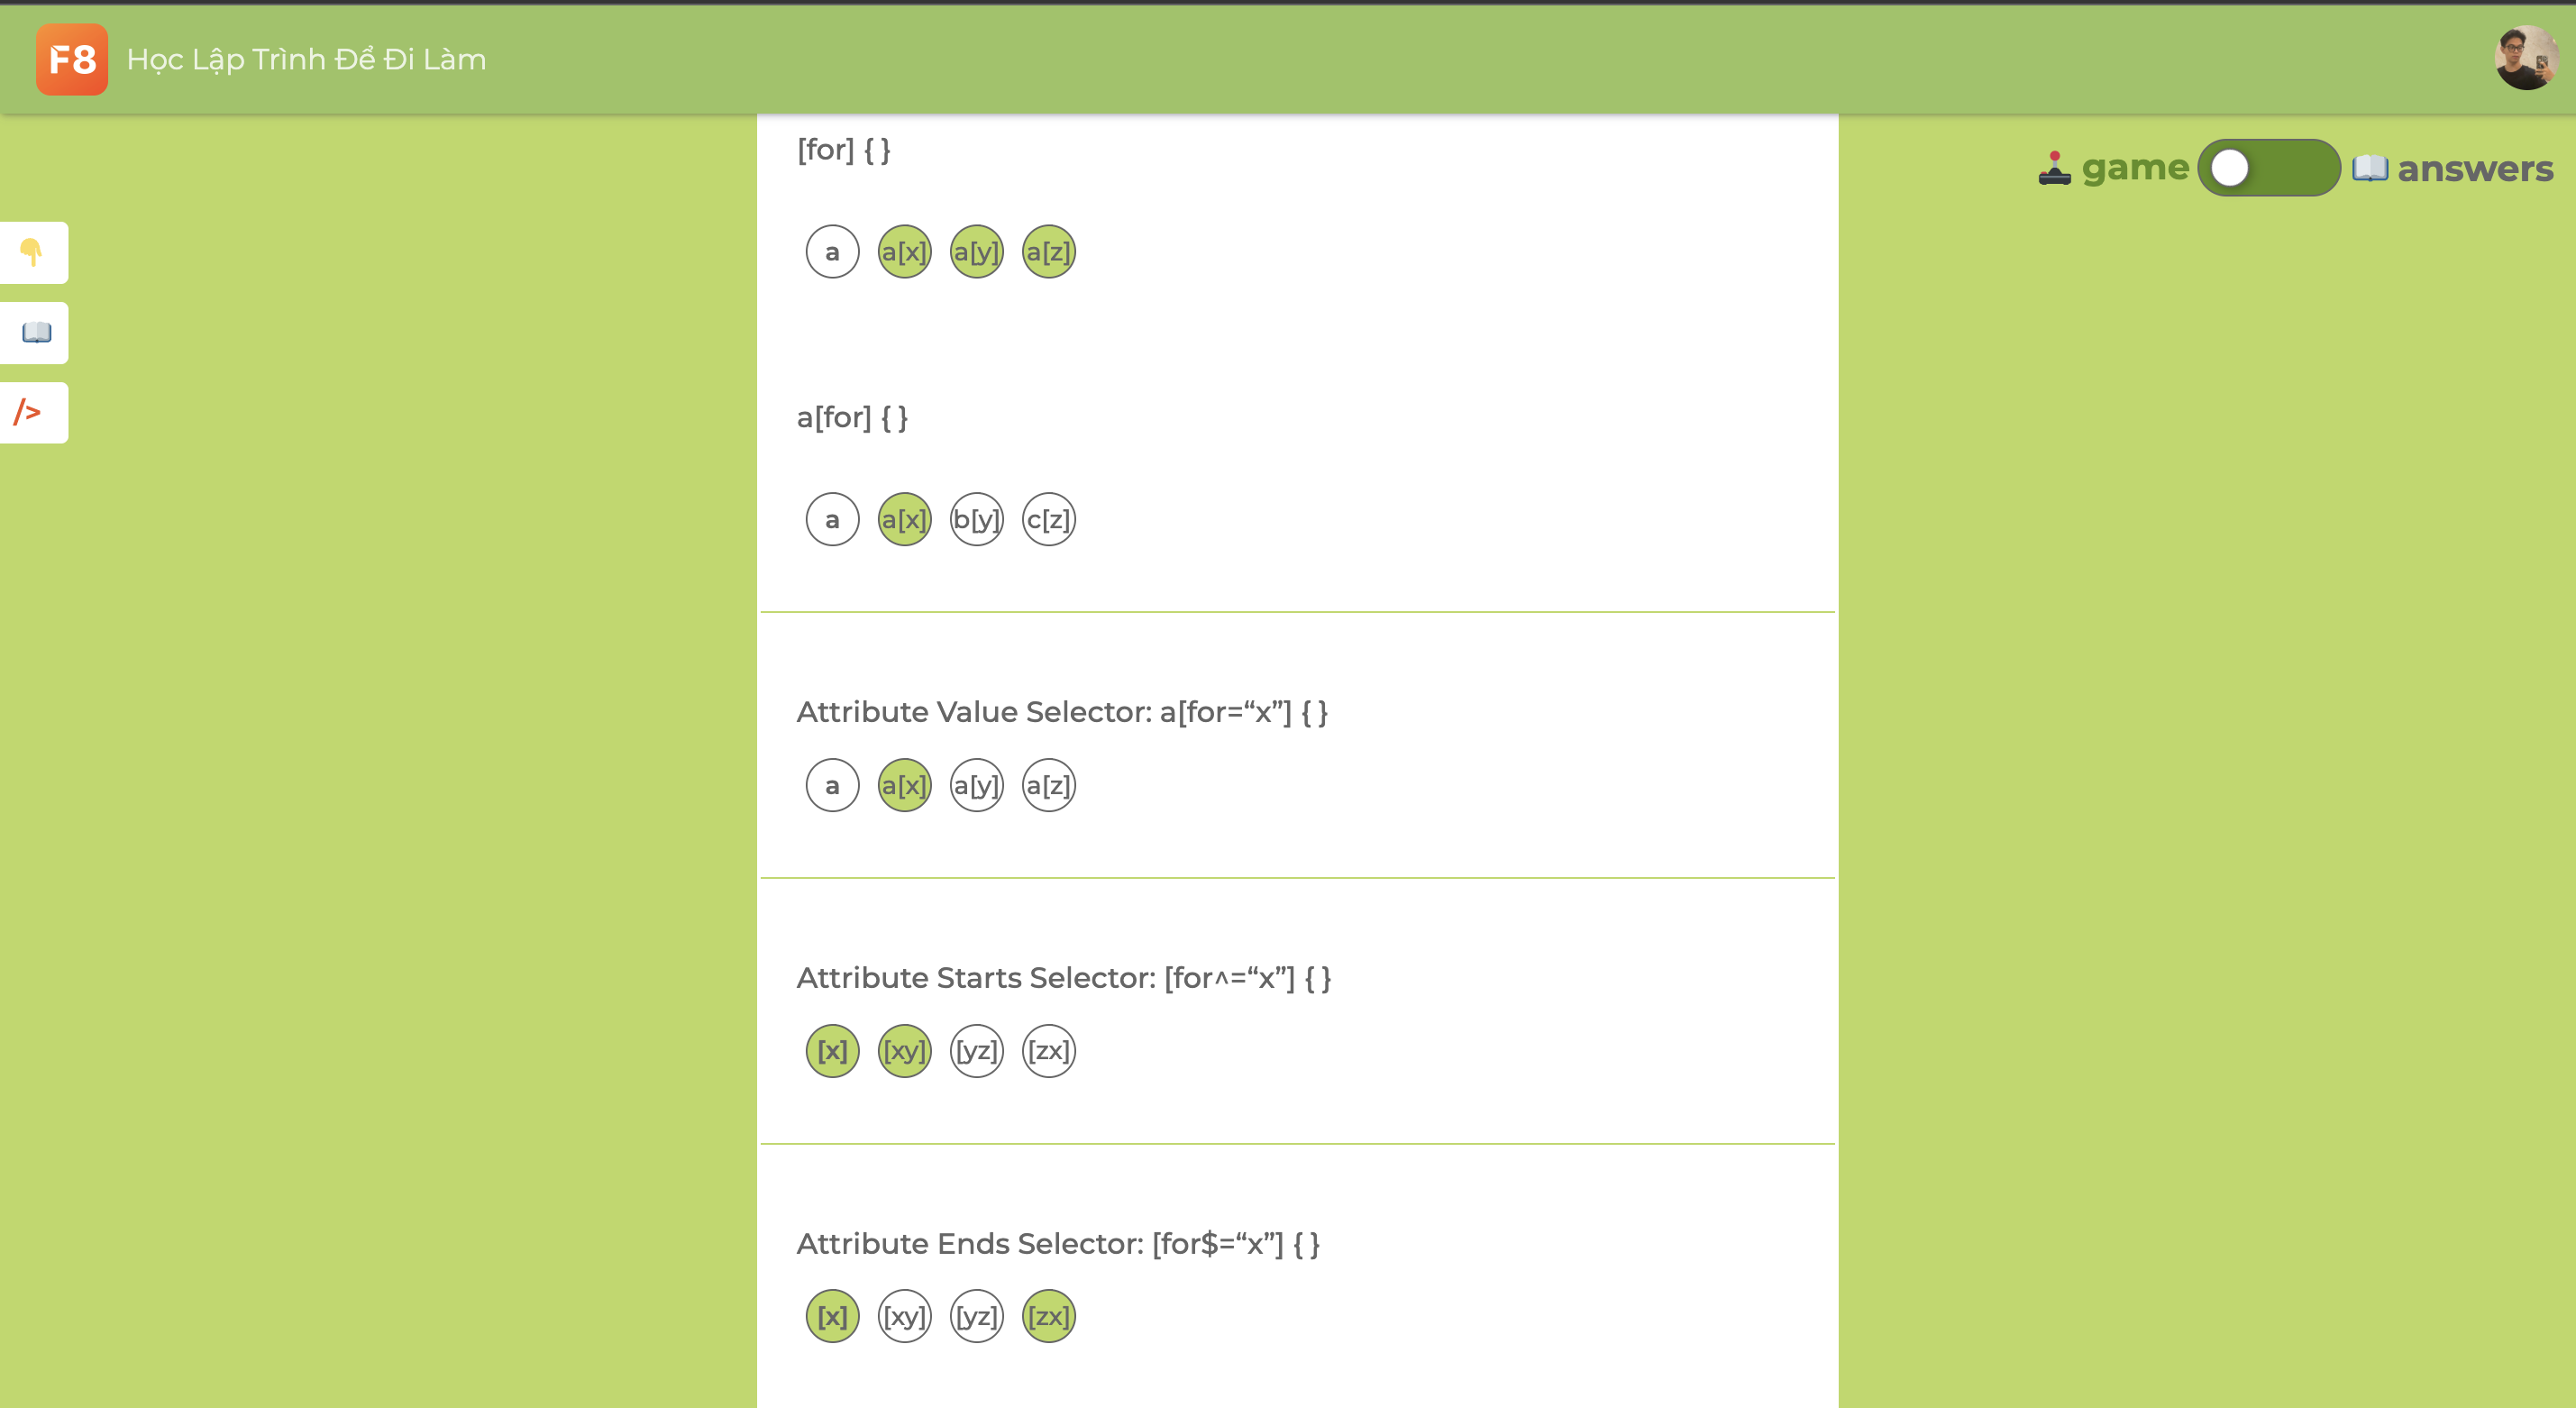 F8 Học Lập Trình Để Đi Làm
game answers
/>
[for] { }
a a[x] a[y] a[z]
a[for] { }
a a[x] b[y] c[z]
Attribute Value Selector: a[for=“x”] { }
a a[x] a[y] a[z]
Attribute Starts Selector: [for^=“x”] { }
[x] [xy] [yz] [zx]
Attribute Ends Selector: [for$=“x”] { }
[x] [xy] [yz] [zx]